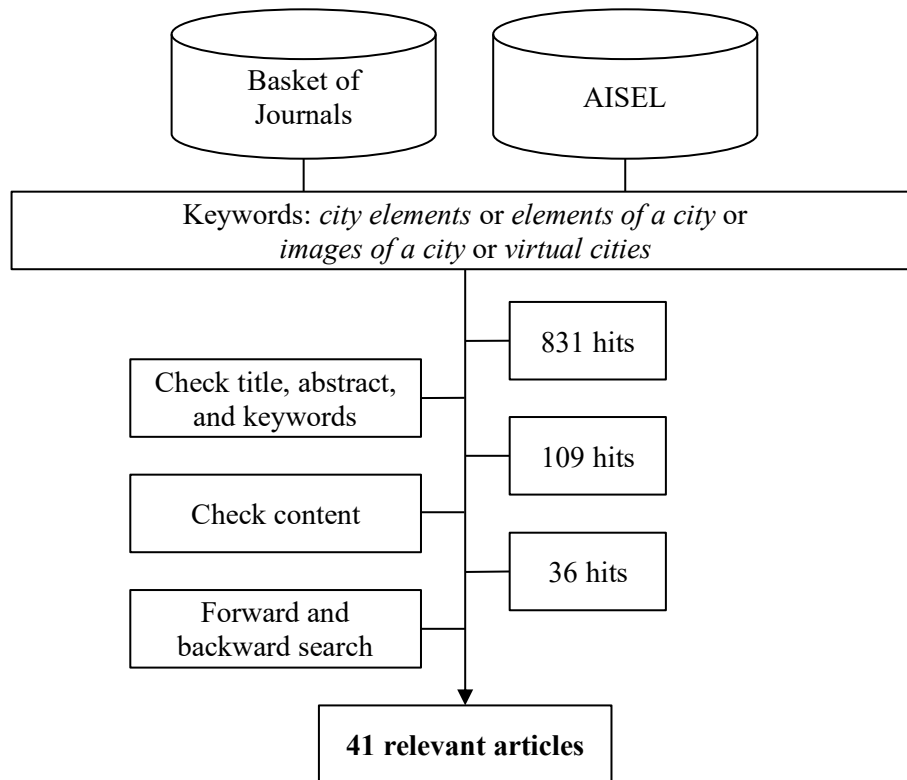 Basket of
Journals
AISEL
Keywords: city elements or elements of a city or
images of a city or virtual cities
831 hits
Check title, abstract,
and keywords
109 hits
Check content
36 hits
Forward and
backward search
41 relevant articles